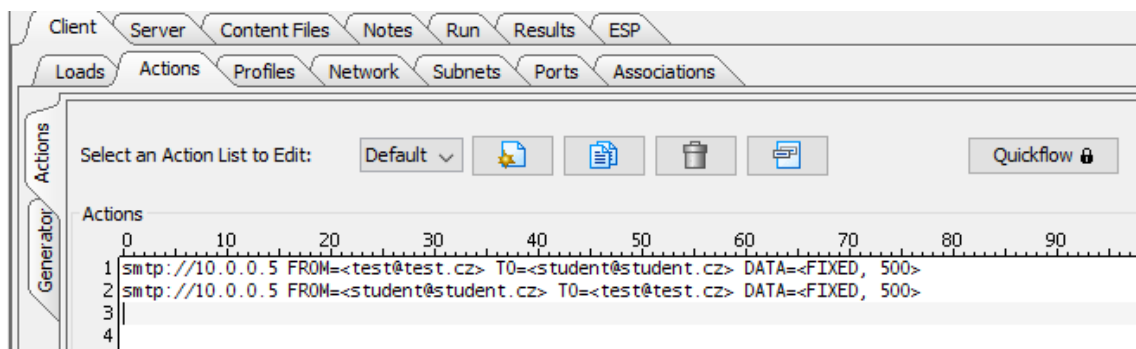 Client Server Content Files Notes Run Results ESP
Loads Actions Profiles Network Subnets Ports Associations
Actions
Generator
Select an Action List to Edit: Default Quickflow
Actions
0 10 20 30 40 50 60 70 80 90
1 smtp://10.0.0.5 FROM=<test@test.cz> TO=<student@student.cz> DATA=<FIXED, 500>
2 smtp://10.0.0.5 FROM=<student@student.cz> TO=<test@test.cz> DATA=<FIXED, 500>
3
4